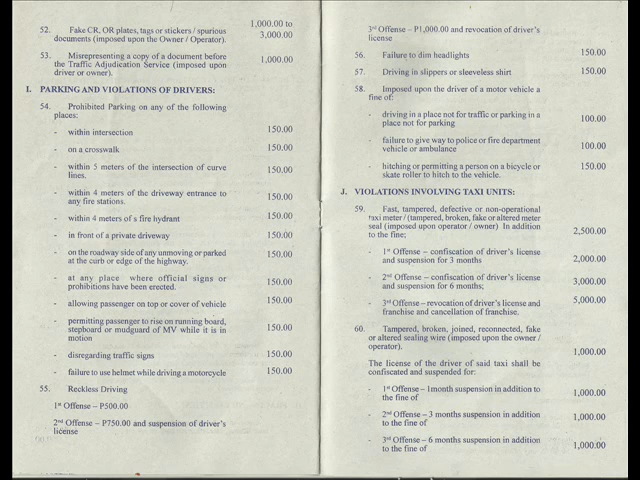 52. Fake CR, OR plates, tags or stickers / spurious 1,000.00 to
documents (imposed upon the Owner / Operator). 3,000.00
53. Misrepresenting a copy of a document before
the Traffic Adjudication Service (imposed upon 1,000.00
driver or owner).
I. PARKING AND VIOLATIONS OF DRIVERS:
54. Prohibited Parking on any of the following
places:
- within intersection 150.00
- on a crosswalk 150.00
- within 5 meters of the intersection of curve 150.00
lines.
- within 4 meters of the driveway entrance to 150.00
any fire stations.
- within 4 meters of s fire hydrant 150.00
- in front of a private driveway 150.00
- on the roadway side of any unmoving or parked 150.00
at the curb or edge of the highway.
- at any place where official signs or 150.00
prohibitions have been erected.
- allowing passenger on top or cover of vehicle 150.00
- permitting passenger to rise on running board,
stepboard or mudguard of MV while it is in 150.00
motion
- disregarding traffic signs 150.00
- failure to use helmet while driving a motorcycle 150.00
55. Reckless Driving
1st Offense – P500.00
2nd Offense – P750.00 and suspension of driver's
license
3rd Offense – P1,000.00 and revocation of driver's
license
56. Failure to dim headlights 150.00
57. Driving in slippers or sleeveless shirt 150.00
58. Imposed upon the driver of a motor vehicle a
fine of:
- driving in a place not for traffic or parking in a 100.00
place not for parking
- failure to give way to police or fire department 100.00
vehicle or ambulance
- hitching or permitting a person on a bicycle or 150.00
skate roller to hitch to the vehicle.
J. VIOLATIONS INVOLVING TAXI UNITS:
59. Fast, tampered, defective or non-operational
taxi meter / (tampered, broken, fake or altered meter
seal (imposed upon operator / owner) In addition 2,500.00
to the fine;
- 1st Offense – confiscation of driver's license
and suspension for 3 months 2,000.00
- 2nd Offense – confiscation of driver's license 3,000.00
and suspension for 6 months;
- 3rd Offense – revocation of driver's license and 5,000.00
franchise and cancellation of franchise.
60. Tampered, broken, joined, reconnected, fake
or altered sealing wire (imposed upon the owner /
operator). 1,000.00
The license of the driver of said taxi shall be
confiscated and suspended for:
- 1st Offense – 1month suspension in addition to 1,000.00
the fine of
- 2nd Offense – 3 months suspension in addition 1,000.00
to the fine of
- 3rd Offense – 6 months suspension in addition
to the fine of 1,000.00